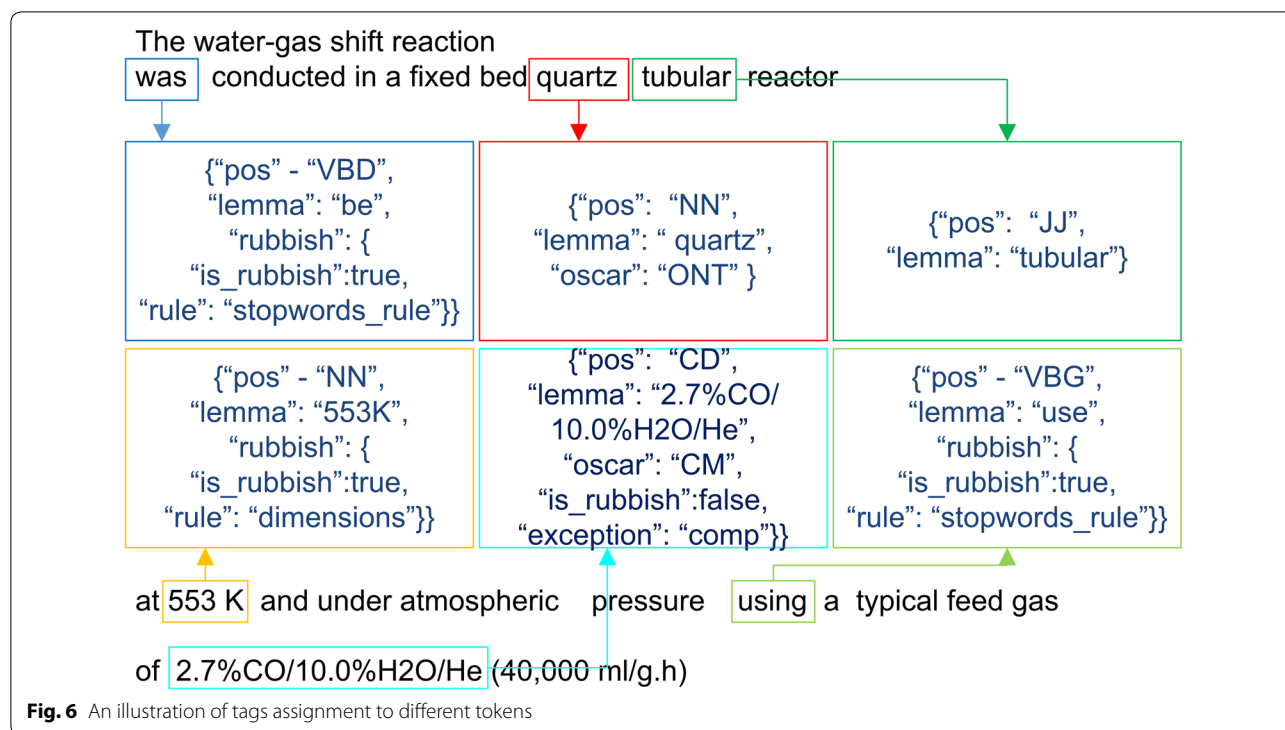 The water-gas shift reaction
was conducted in a fixed bed quartz tubular reactor
{“pos” - “VBD”,
“lemma”: “be”,
“rubbish”: {
“is_rubbish”:true,
“rule”: “stopwords_rule”}}
{“pos”: “NN”,
“lemma”: “ quartz”,
“oscar”: “ONT” }
{“pos”: “JJ”,
“lemma”: “tubular”}
{“pos” - “NN”,
“lemma”: “553K”,
“rubbish”: {
“is_rubbish”:true,
“rule”: “dimensions”}}
{“pos”: “CD”,
“lemma”: “2.7%CO/
10.0%H2O/He”,
“oscar”: “CM”,
“is_rubbish”:false,
“exception”: “comp”}}
{“pos” - “VBG”,
“lemma”: “use”,
“rubbish”: {
“is_rubbish”:true,
“rule”: “stopwords_rule”}}
at 553 K and under atmospheric pressure using a typical feed gas
of 2.7%CO/10.0%H2O/He (40,000 ml/g.h)
Fig. 6 An illustration of tags assignment to different tokens